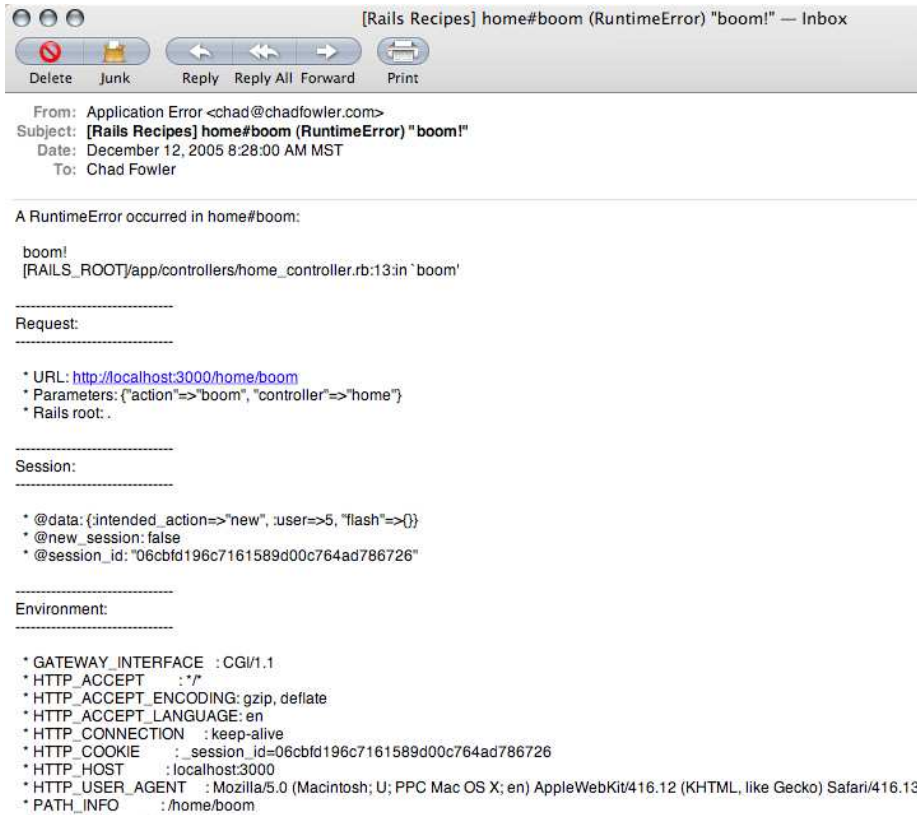 [Rails Recipes] home#boom (RuntimeError) "boom!" — Inbox
Delete Junk Reply Reply All Forward Print
From: Application Error <chad@chadfowler.com>
Subject: [Rails Recipes] home#boom (RuntimeError) "boom!"
Date: December 12, 2005 8:28:00 AM MST
To: Chad Fowler
A RuntimeError occurred in home#boom:
boom!
[RAILS_ROOT]/app/controllers/home_controller.rb:13:in `boom'
-------------------------------
Request:
-------------------------------
* URL: http://localhost:3000/home/boom
* Parameters: {"action"=>"boom", "controller"=>"home"}
* Rails root: .
-------------------------------
Session:
-------------------------------
* @data: {:intended_action=>"new", :user=>5, "flash"=>{}}
* @new_session: false
* @session_id: "06cbfd196c7161589d00c764ad786726"
-------------------------------
Environment:
-------------------------------
* GATEWAY_INTERFACE : CGI/1.1
* HTTP_ACCEPT : */*
* HTTP_ACCEPT_ENCODING: gzip, deflate
* HTTP_ACCEPT_LANGUAGE: en
* HTTP_CONNECTION : keep-alive
* HTTP_COOKIE : _session_id=06cbfd196c7161589d00c764ad786726
* HTTP_HOST : localhost:3000
* HTTP_USER_AGENT : Mozilla/5.0 (Macintosh; U; PPC Mac OS X; en) AppleWebKit/416.12 (KHTML, like Gecko) Safari/416.13
* PATH_INFO : /home/boom